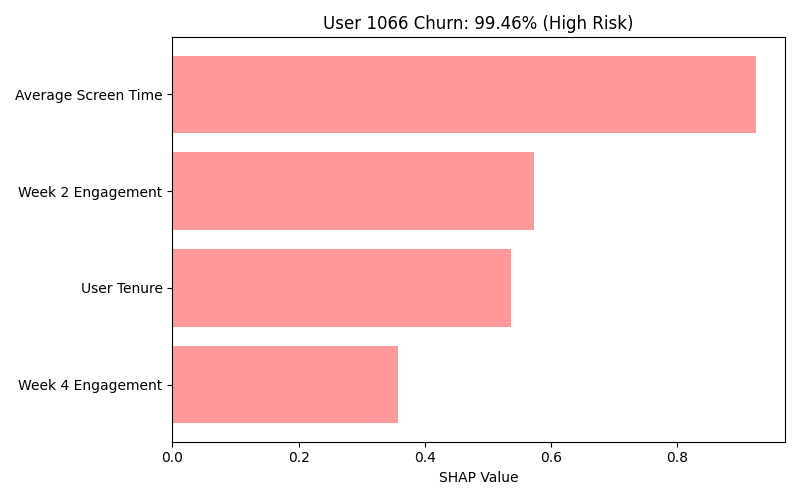 User 1066 Churn: 99.46% (High Risk)
Average Screen Time
Week 2 Engagement
User Tenure
Week 4 Engagement
0.0 0.2 0.4 0.6 0.8
SHAP Value